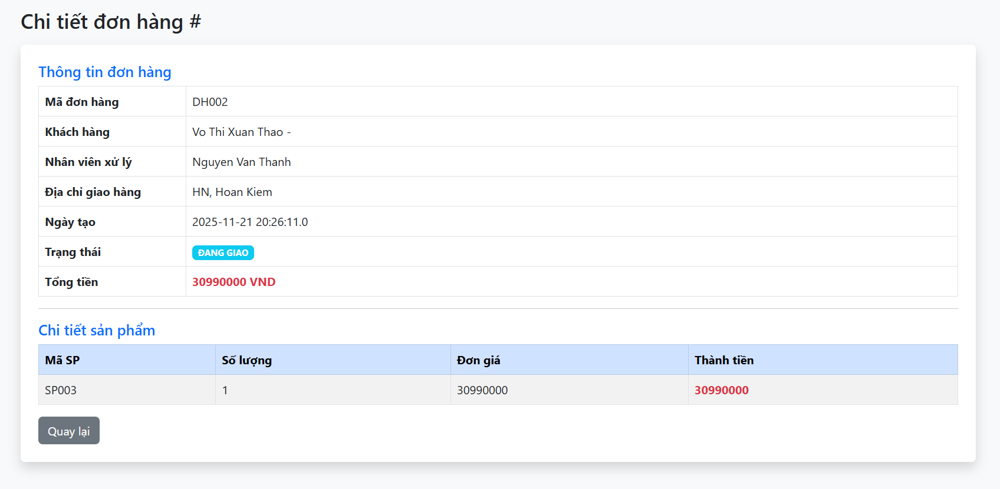 Chi tiết đơn hàng #
Thông tin đơn hàng
Mã đơn hàng DH002
Khách hàng Vo Thi Xuan Thao -
Nhân viên xử lý Nguyen Van Thanh
Địa chỉ giao hàng HN, Hoan Kiem
Ngày tạo 2025-11-21 20:26:11.0
Trạng thái ĐANG GIAO
Tổng tiền 30990000 VND
Chi tiết sản phẩm
Mã SP Số lượng Đơn giá Thành tiền
SP003 1 30990000 30990000
Quay lại